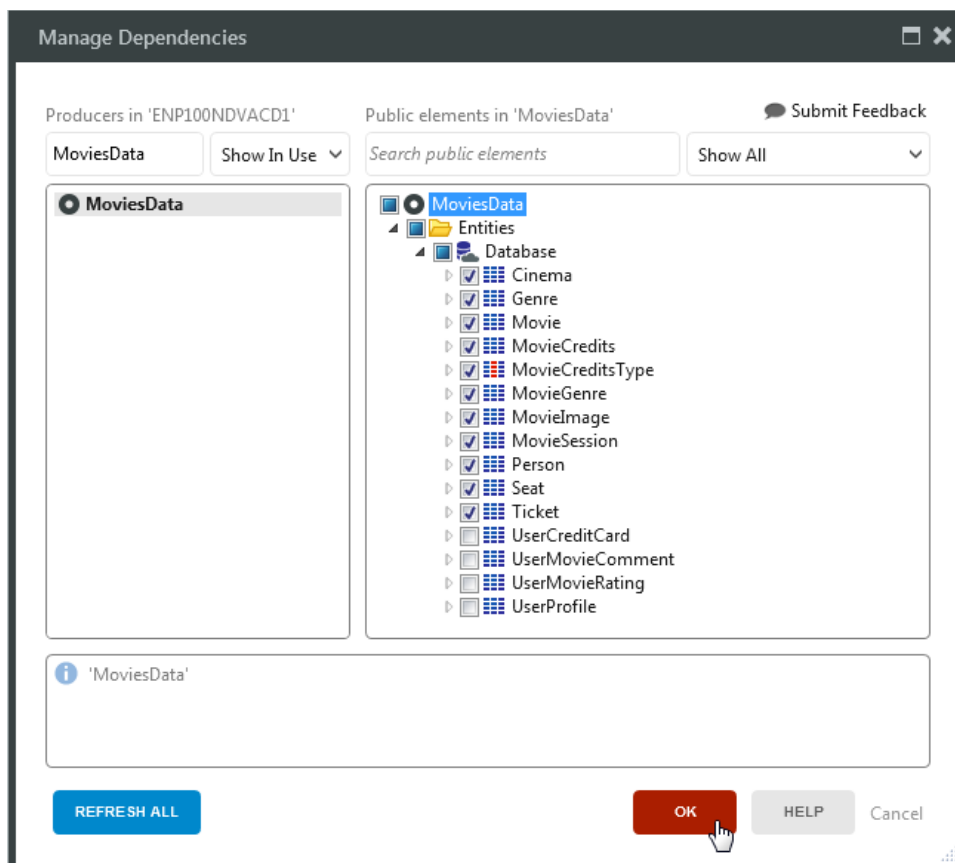 Manage Dependencies
Producers in 'ENP100NDVACD1'
Public elements in 'MoviesData'
Submit Feedback
MoviesData
Show In Use
Search public elements
Show All
MoviesData
MoviesData
Entities
Database
Cinema
Genre
Movie
MovieCredits
MovieCreditsType
MovieGenre
MovieImage
MovieSession
Person
Seat
Ticket
UserCreditCard
UserMovieComment
UserMovieRating
UserProfile
'MoviesData'
REFRESH ALL
OK
HELP
Cancel